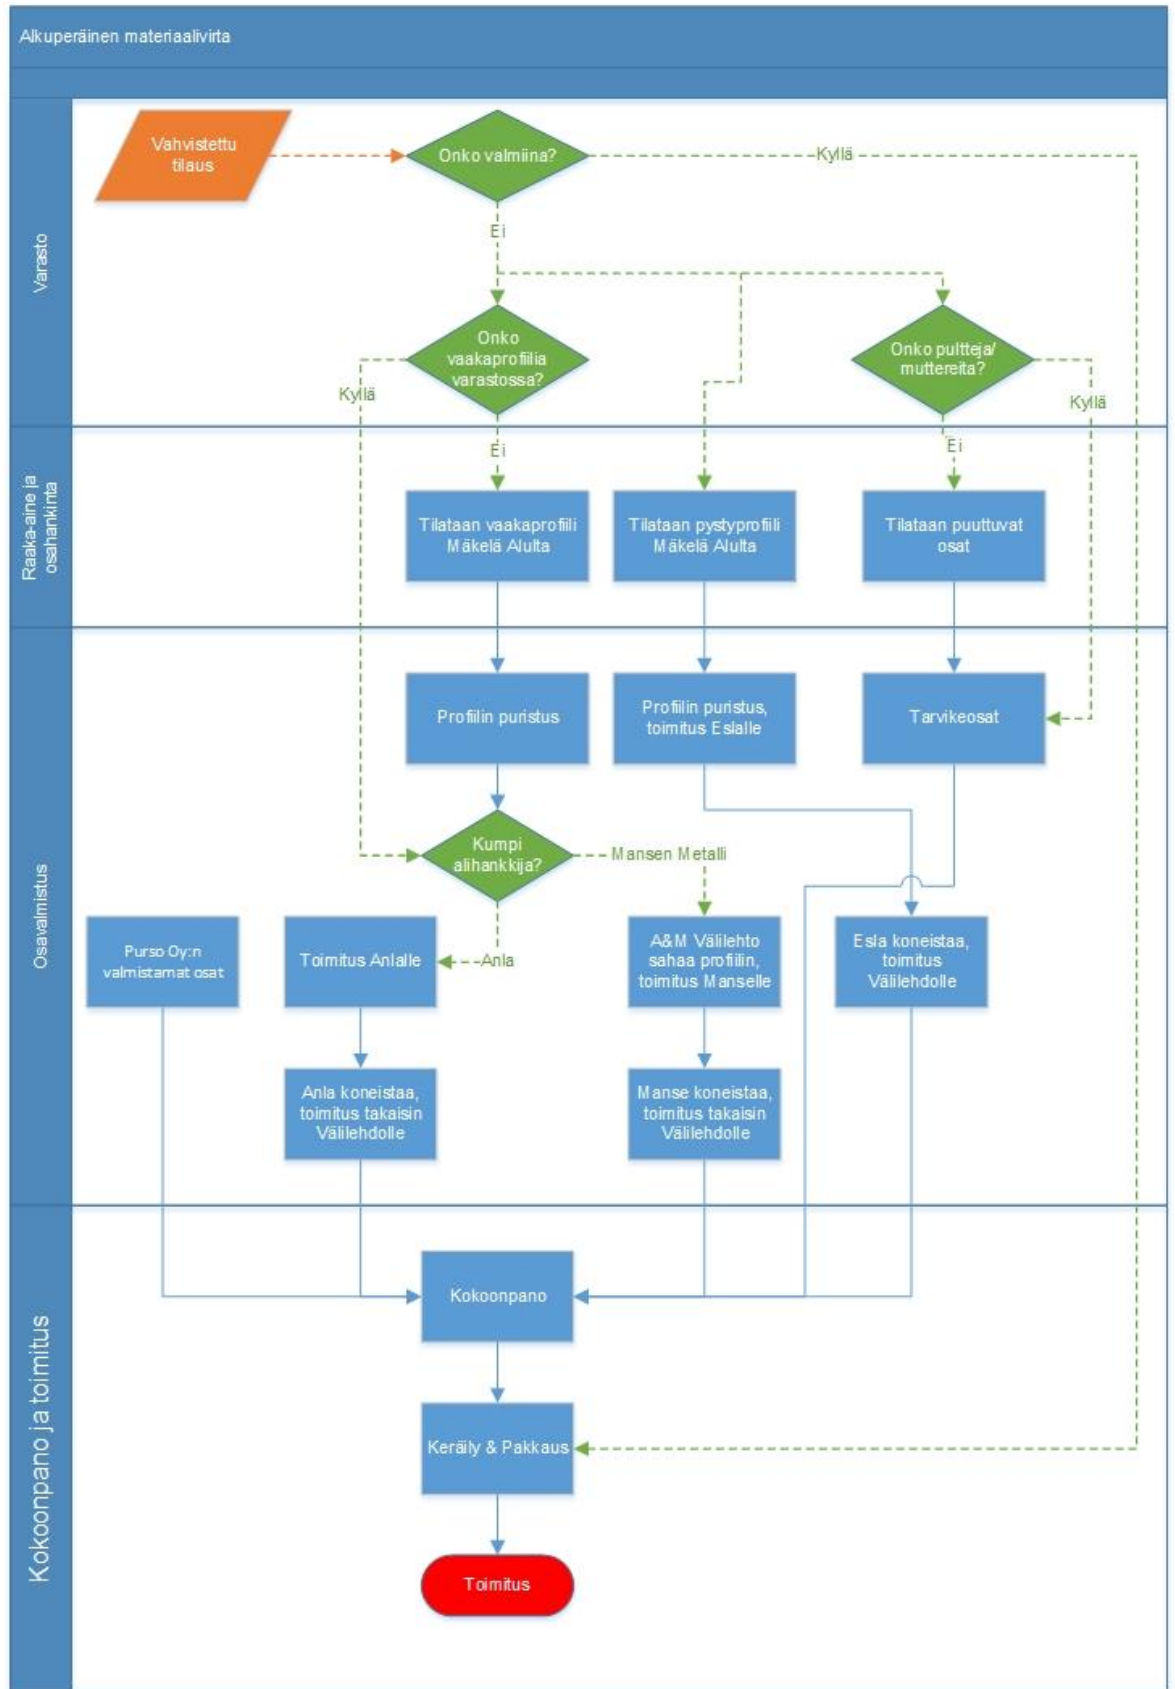 Alkuperäinen materiaalivirta
Varasto
Vahvistettu
tilaus
Onko valmiina?
Kyllä
Ei
Onko
vaakaprofiilia
varastossa?
Onko pultteja/
muttereita?
Kyllä
Kyllä
Raaka-aine ja
osahankinta
Ei
Ei
Tilataan vaakaprofiili
Mäkelä Alulta
Tilataan pystyprofiili
Mäkelä Alulta
Tilataan puuttuvat
osat
Osavalmistus
Profiilin puristus
Profiilin puristus,
toimitus Eslalle
Tarvikeosat
Kumpi
alihankkija?
Mansen Metalli
Purso Oy:n
valmistamat osat
Toimitus Anlalle
Anla
A&M Välilehto
sahaa profiilin,
toimitus Manselle
Esla koneistaa,
toimitus
Välilehdolle
Anla koneistaa,
toimitus takaisin
Välilehdolle
Manse koneistaa,
toimitus takaisin
Välilehdolle
Kokoonpano ja toimitus
Kokoonpano
Keräily & Pakkaus
Toimitus